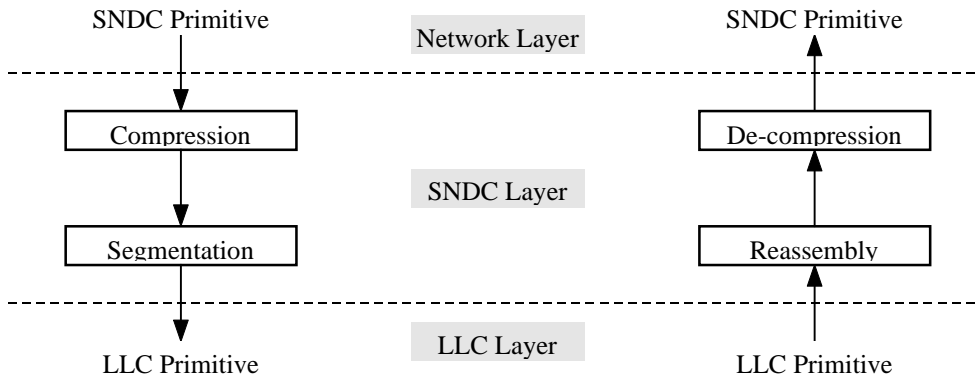 SNDC Primitive
SNDC Primitive
Network Layer
Compression
De-compression
SNDC Layer
Segmentation
Reassembly
LLC Layer
LLC Primitive
LLC Primitive